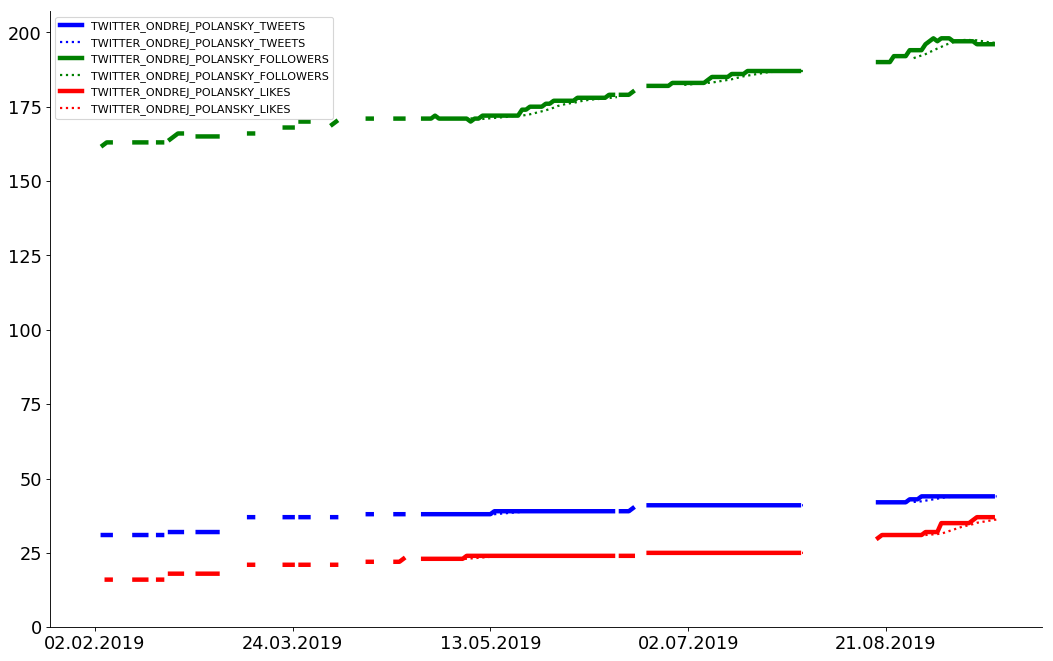 200
175
150
125
100
75
50
25
0
TWITTER_ONDREJ_POLANSKY_TWEETS
TWITTER_ONDREJ_POLANSKY_TWEETS
TWITTER_ONDREJ_POLANSKY_FOLLOWERS
TWITTER_ONDREJ_POLANSKY_FOLLOWERS
TWITTER_ONDREJ_POLANSKY_LIKES
TWITTER_ONDREJ_POLANSKY_LIKES
02.02.2019
24.03.2019
13.05.2019
02.07.2019
21.08.2019